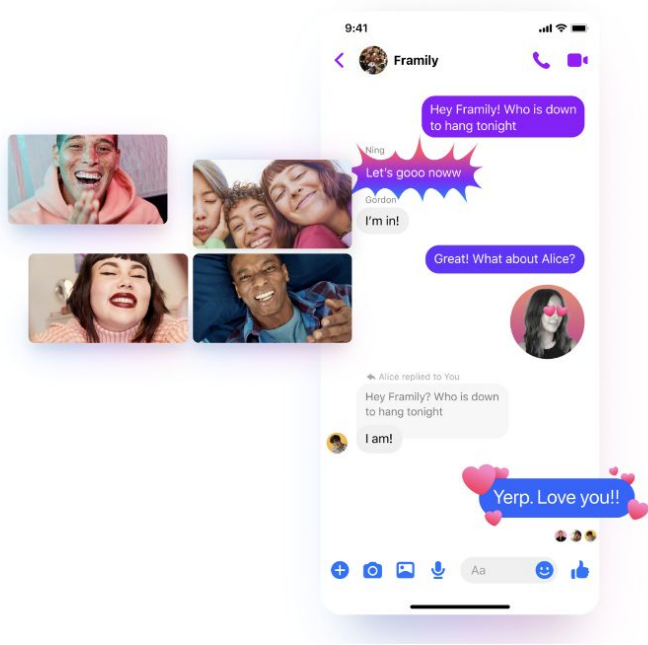 9:41
Framily
Hey Framily! Who is down
to hang tonight
Ning
Let's gooo noww
Gordon
I'm in!
Great! What about Alice?
Alice replied to You
Hey Framily? Who is down
to hang tonight
I am!
Yerp. Love you!!
Aa